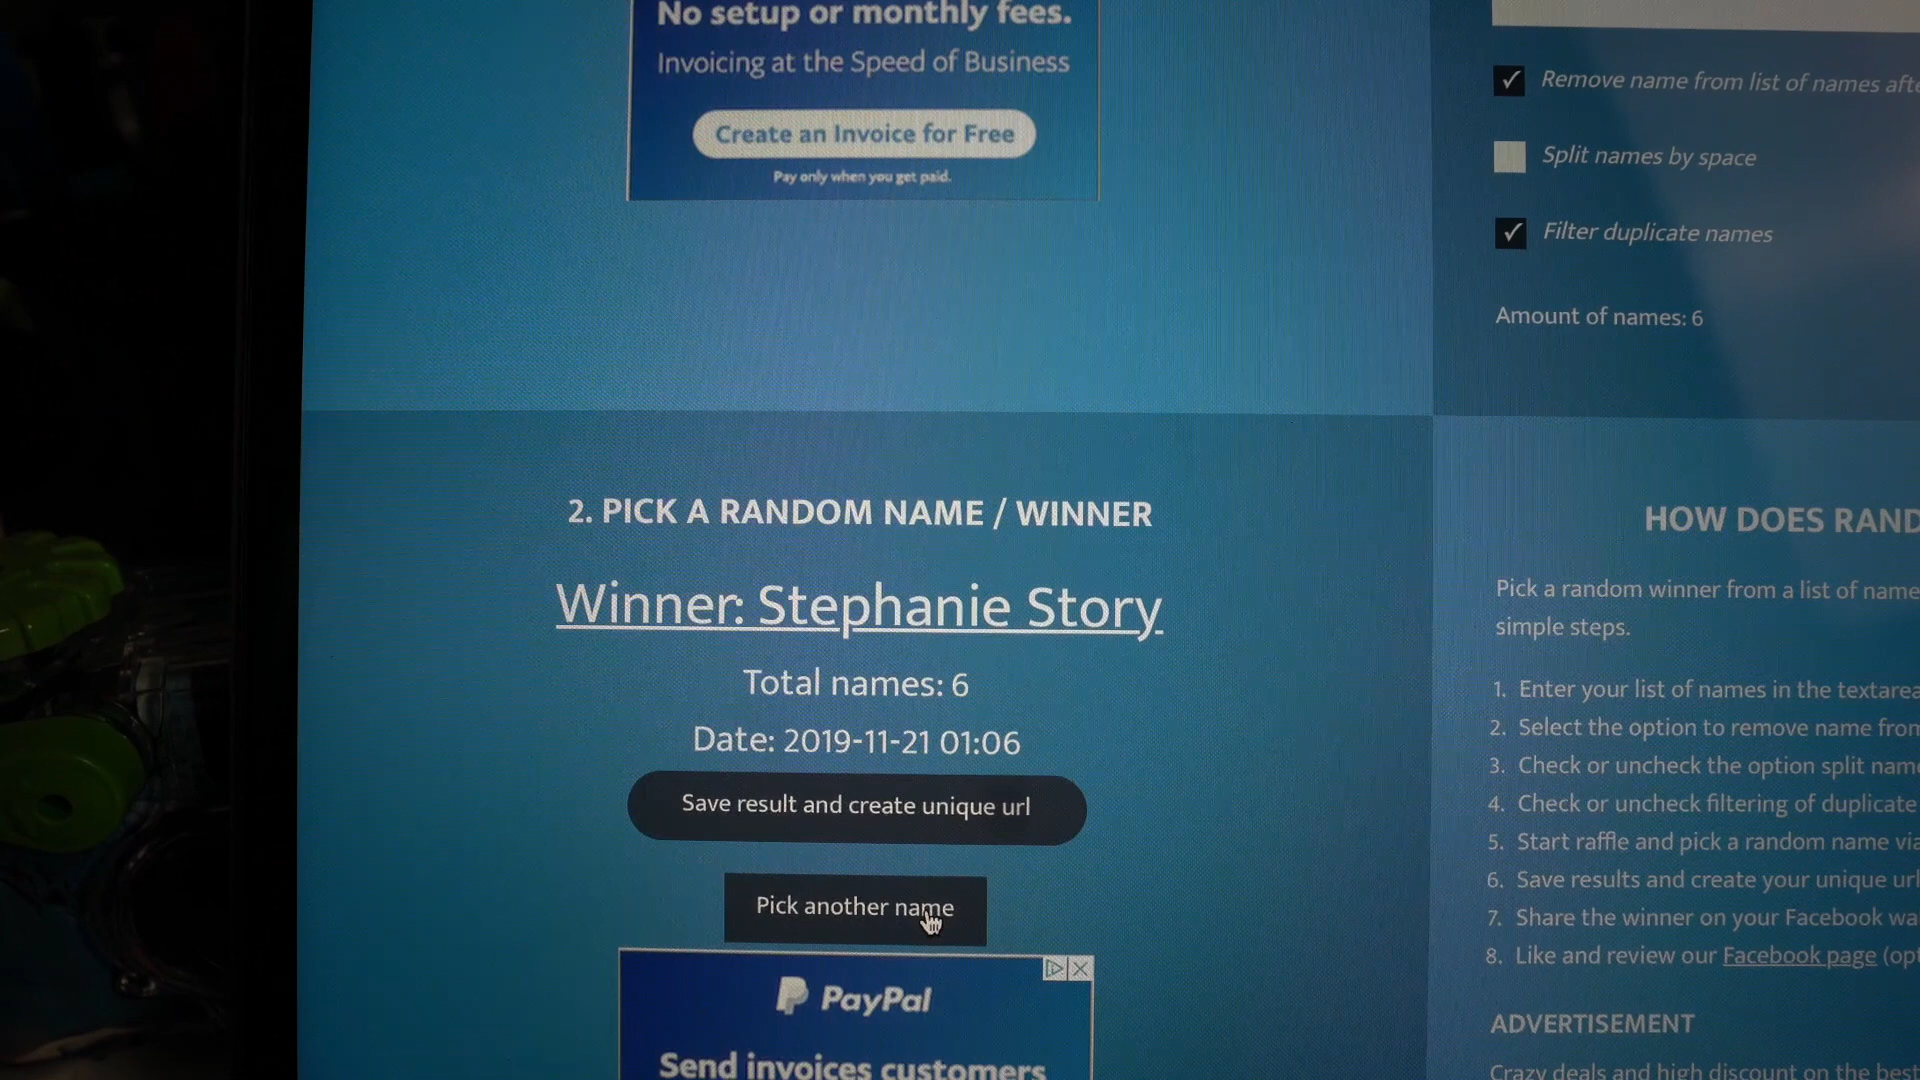 No setup or monthly fees.
Invoicing at the Speed of Business
Create an Invoice for Free
Pay only when you get paid.
Remove name from list of names afte
Split names by space
Filter duplicate names
Amount of names: 6
2. PICK A RANDOM NAME / WINNER
Winner: Stephanie Story
Total names: 6
Date: 2019-11-21 01:06
Save result and create unique url
Pick another name
PayPal
Send invoices customers
HOW DOES RAND
Pick a random winner from a list of name
simple steps.
1. Enter your list of names in the textarea
2. Select the option to remove name from
3. Check or uncheck the option split name
4. Check or uncheck filtering of duplicate
5. Start raffle and pick a random name via
6. Save results and create your unique url
7. Share the winner on your Facebook wa
8. Like and review our Facebook page (opt
ADVERTISEMENT
Crazy deals and high discount on the best